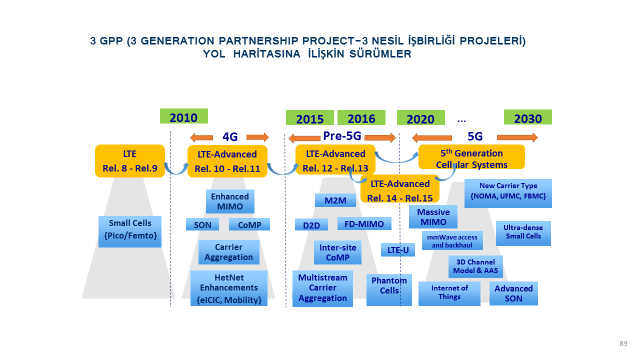 3 GPP (3 GENERATION PARTNERSHIP PROJECT–3 NESİL İŞBİRLİĞİ PROJELERİ)
YOL HARİTASINA İLİŞKİN SÜRÜMLER
2010
2015
2016
2020
...
2030
4G
Pre-5G
5G
LTE
Rel. 8 - Rel.9
LTE-Advanced
Rel. 10 - Rel.11
LTE-Advanced
Rel. 12 - Rel.13
LTE-Advanced
Rel. 14 - Rel.15
5th Generation
Cellular Systems
Small Cells
{Pico/Femto}
Enhanced
MIMO
SON
CoMP
Carrier
Aggregation
HetNet
Enhancements
{eICIC, Mobility}
M2M
D2D
FD-MIMO
Inter-site
CoMP
LTE-U
Multistream
Carrier
Aggregation
Phantom
Cells
New Carrier Type
{NOMA, UFMC, FBMC}
Massive
MIMO
mmWave access
and backhaul
Ultra-dense
Small Cells
3D Channel
Model & AAS
Internet of
Things
Advanced
SON
89